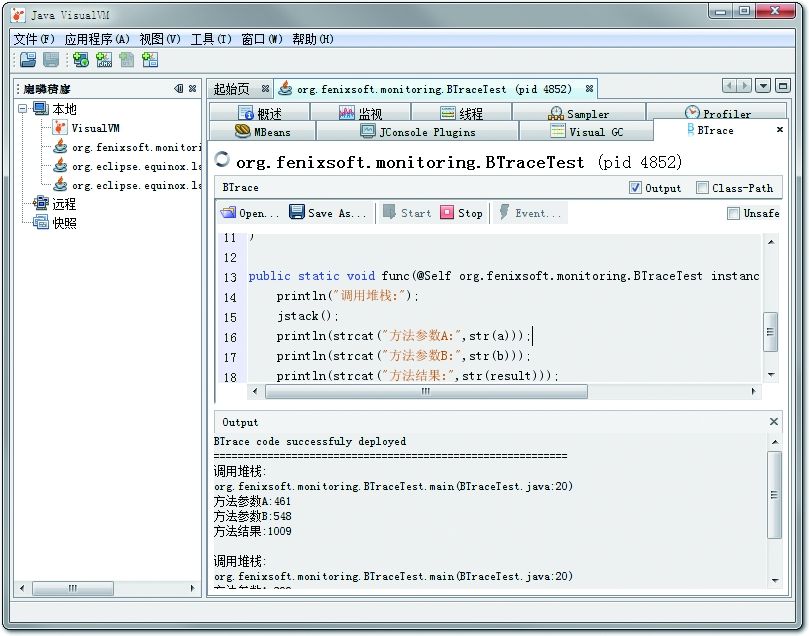 Java VisualVM
文件(F) 应用程序(A) 视图(V) 工具(T) 窗口(W) 帮助(H)
起始页 org.fenixsoft.monitoring.BTraceTest (pid 4852)
本地
VisualVM
org.fenixsoft.monitori
org.eclipse.equinox.la
org.eclipse.equinox.la
远程
快照
概述 监视 线程 Sampler Profiler
MBeans JConsole Plugins Visual GC BTrace
org.fenixsoft.monitoring.BTraceTest (pid 4852)
BTrace Output Class-Path
Open... Save As... Start Stop Event... Unsafe
11 )
12
13 public static void func(@Self org.fenixsoft.monitoring.BTraceTest instanc
14 println("调用堆栈:");
15 jstack();
16 println(strcat("方法参数A:",str(a)));
17 println(strcat("方法参数B:",str(b)));
18 println(strcat("方法结果:",str(result)));
Output
BTrace code successfuly deployed
===========================================================
调用堆栈:
org.fenixsoft.monitoring.BTraceTest.main(BTraceTest.java:20)
方法参数A:461
方法参数B:548
方法结果:1009
调用堆栈:
org.fenixsoft.monitoring.BTraceTest.main(BTraceTest.java:20)